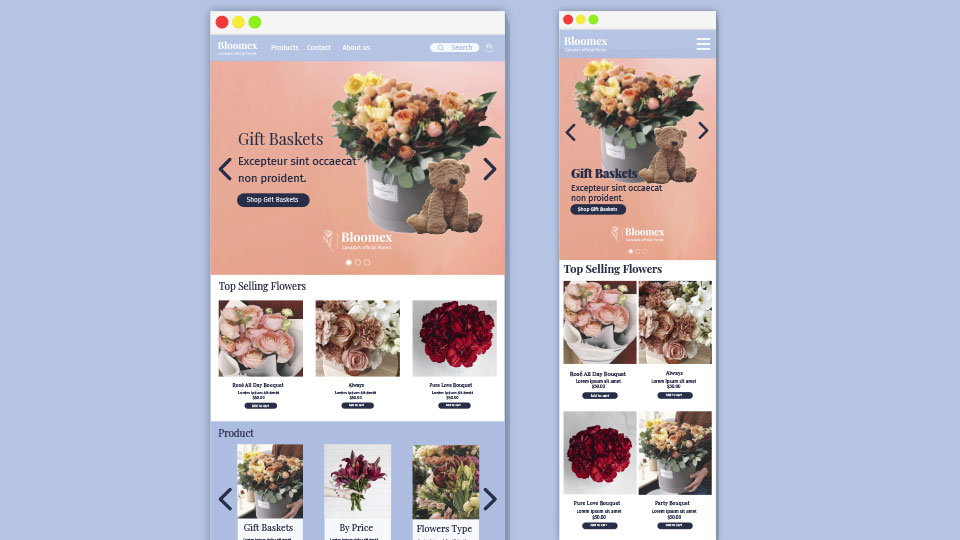 Bloomex
Canada's official florist
Products Contact About us
Search
Gift Baskets
Excepteur sint occaecat
non proident.
Shop Grit Baskets
Bloomex
Canada's official florist
Top Selling Flowers
Rosé All Day Bouquet
Lorem ipsum sit amet
$50.00
Add to cart
Always
Lorem ipsum sit amet
$50.00
Add to cart
Pure Love Bouquet
Lorem ipsum sit amet
$50.00
Add to cart
Product
Gift Baskets
By Price
Flowers Type
Bloomex
Canada's official florist
Gift Baskets
Excepteur sint occaecat
non proident.
Shop Gift Baskets
Bloomex
Canada's official florist
Top Selling Flowers
Rosé All Day Bouquet
Lorem ipsum sit amet
$50.00
Add to cart
Always
Lorem ipsum sit amet
$50.00
Add to cart
Pure Love Bouquet
Lorem ipsum sit amet
$50.00
Add to cart
Party Bouquet
Lorem ipsum sit amet
$50.00
Add to cart